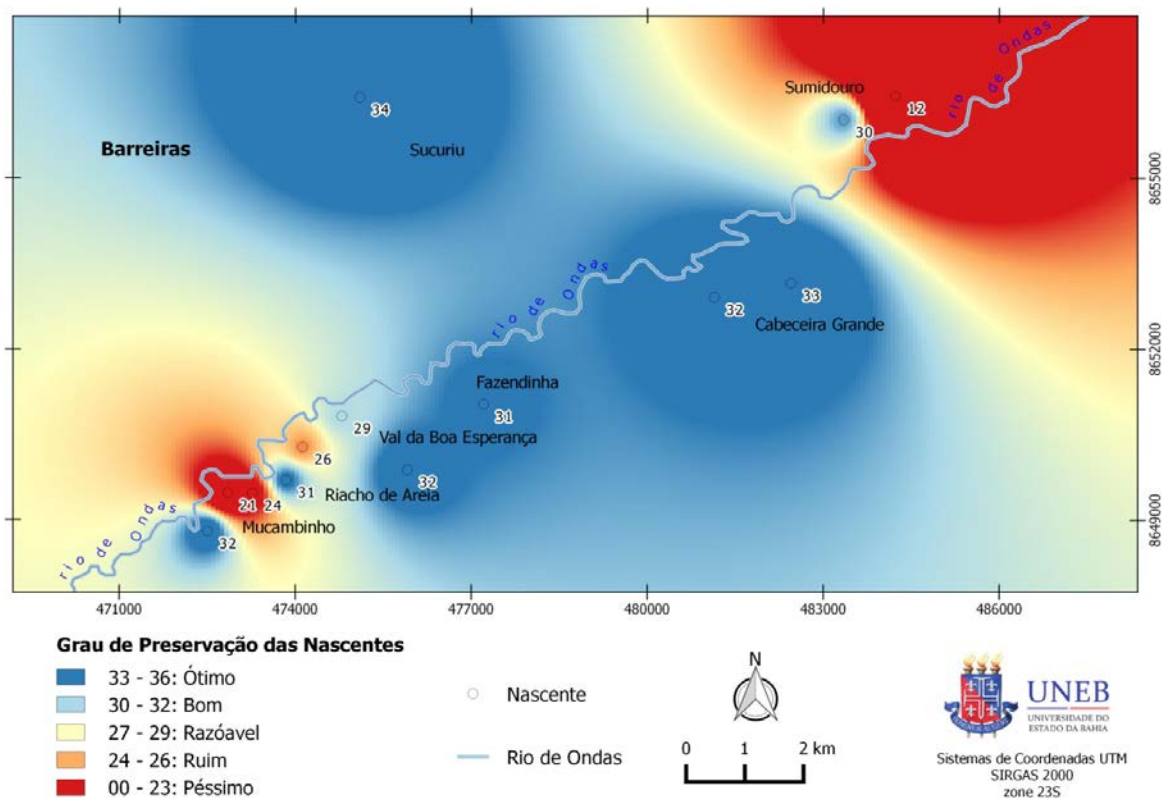 Sumidouro
rio de Ondas
34
12
30
Barreiras
Sucuriu
8655000
rio de Ondas
33
32
Cabeceira Grande
8652000
Fazendinha
31
29
Val da Boa Esperança
26
32
31
Riacho de Areia
21
24
Mucambinho
8649000
rio de Ondas
32
471000
474000
477000
480000
483000
486000
Grau de Preservação das Nascentes
33 - 36: Ótimo
30 - 32: Bom
27 - 29: Razóavel
24 - 26: Ruim
00 - 23: Péssimo
Nascente
Rio de Ondas
N
0 1 2 km
UNEB
UNIVERSIDADE DO
ESTADO DA BAHIA
Sistemas de Coordenadas UTM
SIRGAS 2000
zone 23S